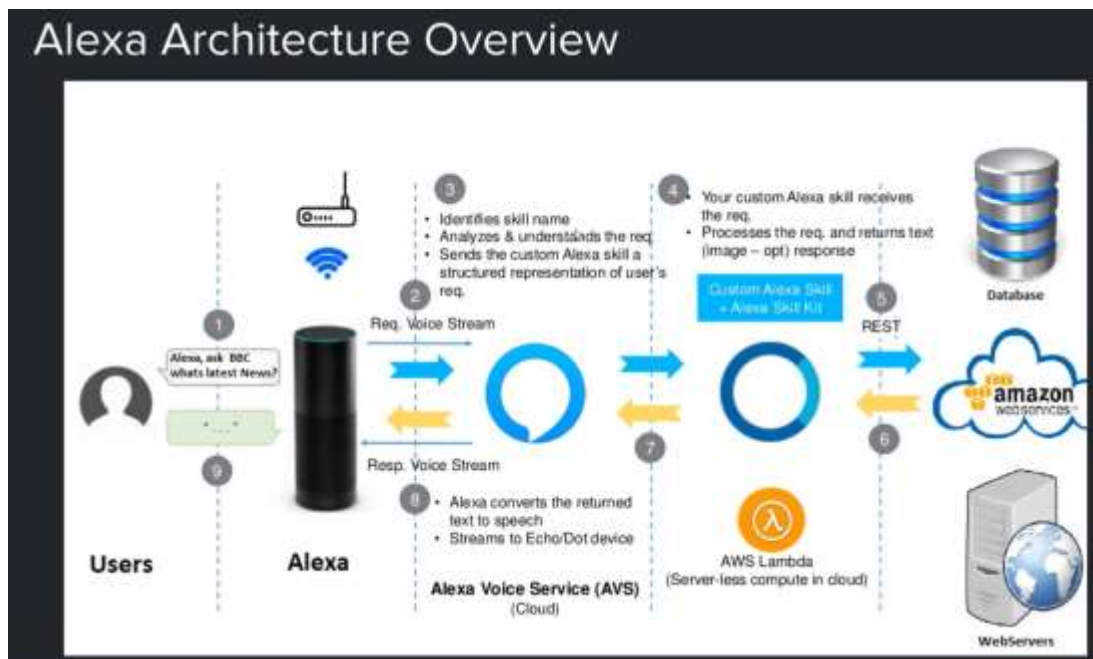 Alexa Architecture Overview
3
• Identifies skill name
• Analyzes & understands the req.
• Sends the custom Alexa skill a
structured representation of user's
req.
4
• Your custom Alexa skill receives
the req.
• Processes the req. and returns text
(image – opt) response
Database
2
Custom Alexa Skill
+ Alexa Skill Kit
5
REST
1
Req. Voice Stream
Alexa, ask BBC
whats latest News?
amazon
webservices™
" .... "
9
Resp. Voice Stream
7
6
8
• Alexa converts the returned
text to speech
• Streams to Echo/Dot device
λ
Users
Alexa
AWS Lambda
(Server-less compute in cloud)
Alexa Voice Service (AVS)
(Cloud)
WebServers